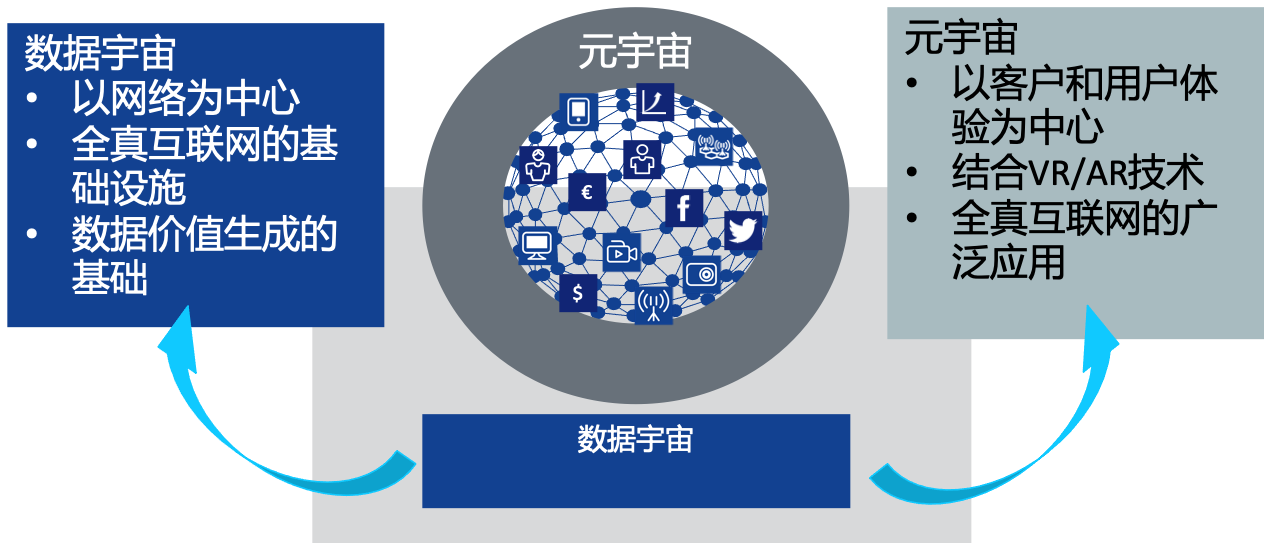 数据宇宙
• 以网络为中心
• 全真互联网的基
础设施
• 数据价值生成的
基础
元宇宙
€
f
$
数据宇宙
元宇宙
• 以客户和用户体
验为中心
• 结合VR/AR技术
• 全真互联网的广
泛应用